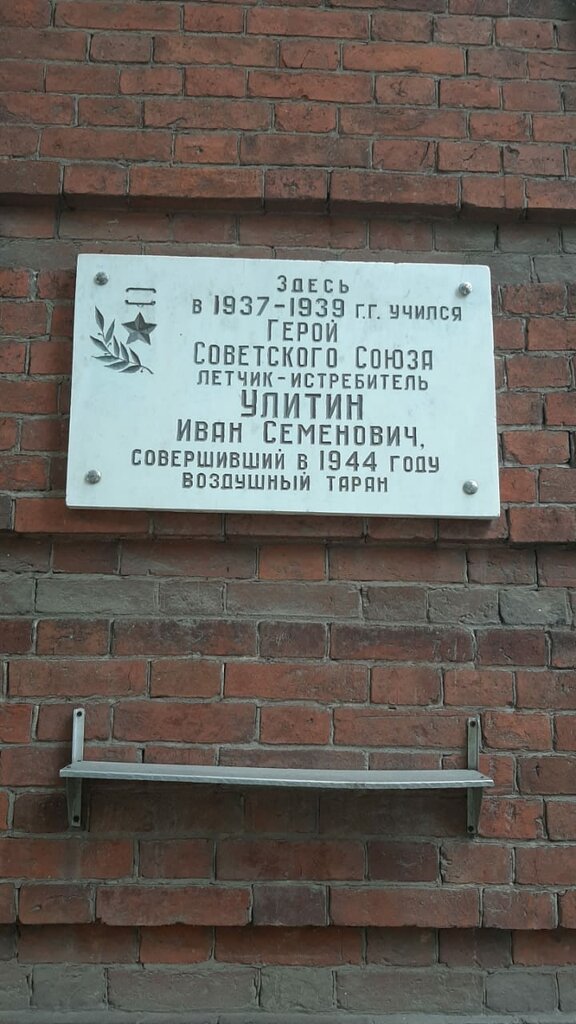 Здесь
в 1937-1939 г.г. учился
Герой
Советского Союза
летчик-истребитель
Улитин
Иван Семенович,
совершивший в 1944 году
воздушный таран